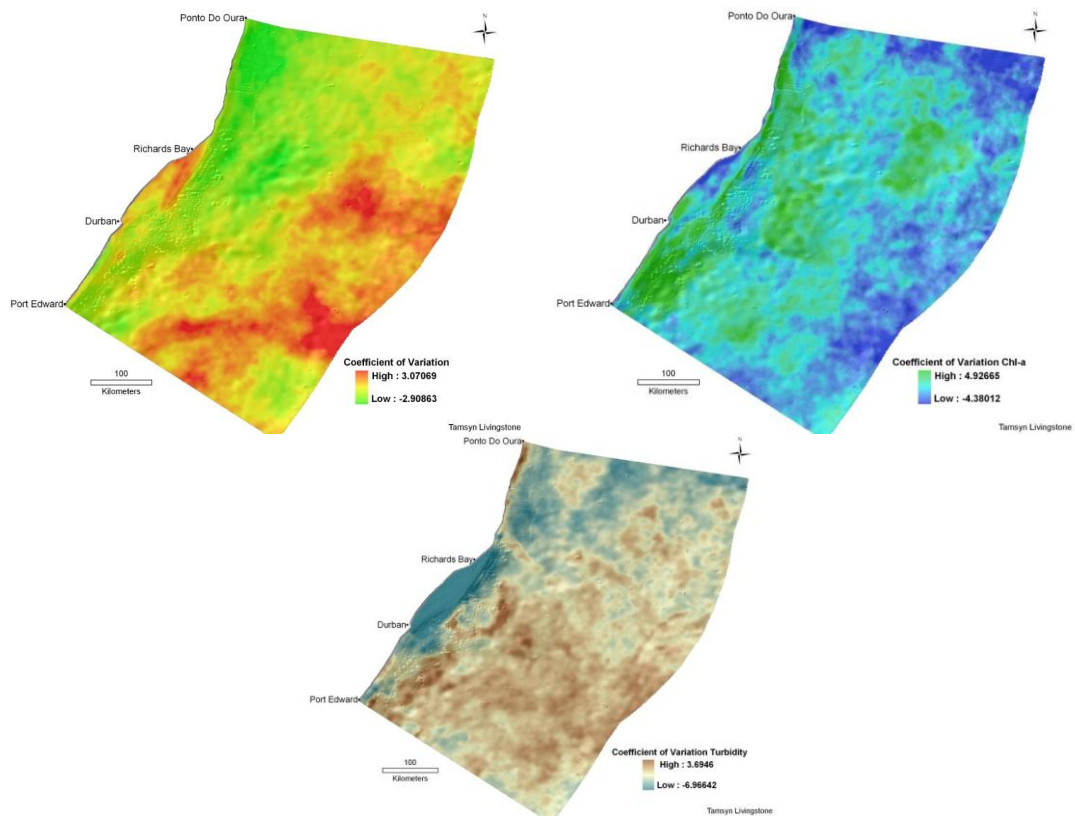 Ponto Do Oura
N
Richards Bay
Durban
Port Edward
100
Kilometers
Coefficient of Variation
High : 3.07069
Low : -2.90863
Tamsyn Livingstone
Ponto Do Oura
N
Richards Bay
Durban
Port Edward
100
Kilometers
Coefficient of Variation Chl-a
High : 4.92665
Low : -4.38012
Tamsyn Livingstone
Ponto Do Oura
N
Richards Bay
Durban
Port Edward
100
Kilometers
Coefficient of Variation Turbidity
High : 3.6946
Low : -6.96642
Tamsyn Livingstone